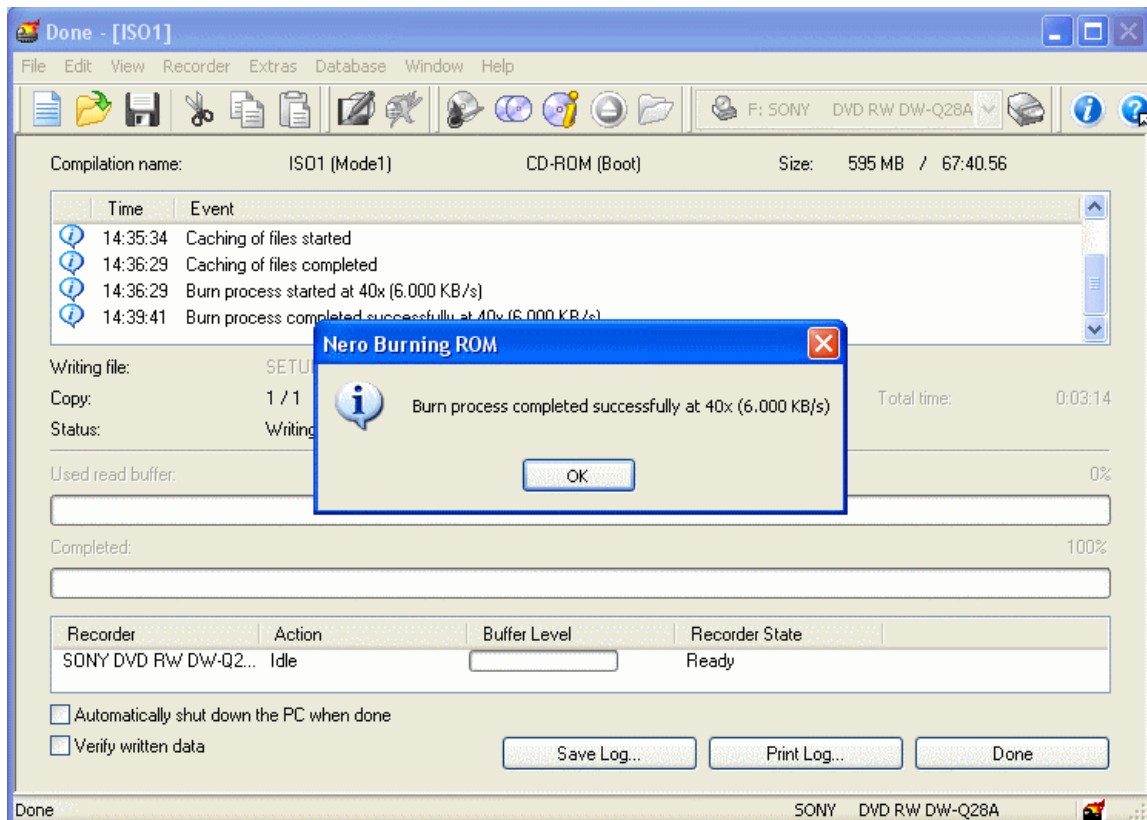 Done - [ISO1]
File Edit View Recorder Extras Database Window Help
F: SONY DVD RW DW-Q28A
Compilation name: ISO1 (Mode1) CD-ROM (Boot) Size: 595 MB / 67:40.56
Time Event
14:35:34 Caching of files started
14:36:29 Caching of files completed
14:36:29 Burn process started at 40x (6.000 KB/s)
14:39:41 Burn process completed successfully at 40x (6.000 KB/s)
Nero Burning ROM
Burn process completed successfully at 40x (6.000 KB/s)
OK
Writing file:
Copy: 1 / 1 Total time: 0:03:14
Status: Writing
Used read buffer: 0%
Completed: 100%
Recorder Action Buffer Level Recorder State
SONY DVD RW DW-Q2... Idle Ready
Automatically shut down the PC when done
Verify written data
Save Log... Print Log... Done
Done SONY DVD RW DW-Q28A